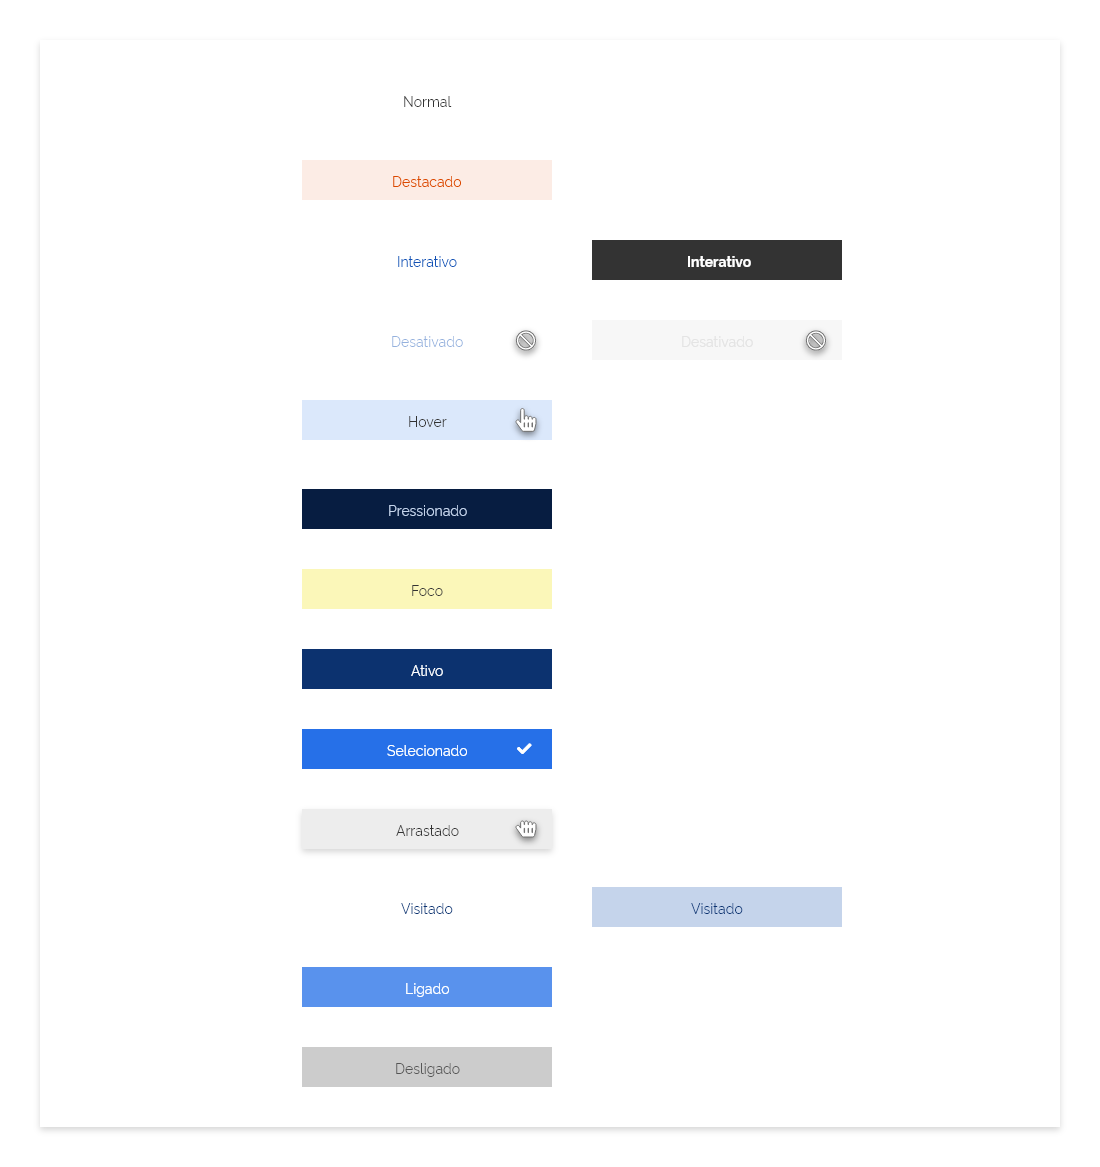 Normal
Destacado
Interativo
Interativo
Desativado
Desativado
Hover
Pressionado
Foco
Ativo
Selecionado
Arrastado
Visitado
Visitado
Ligado
Desligado